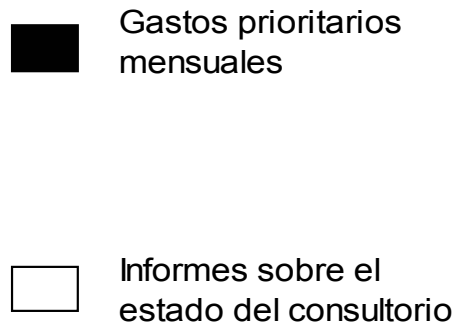 Gastos prioritarios
mensuales
Informes sobre el
estado del consultorio